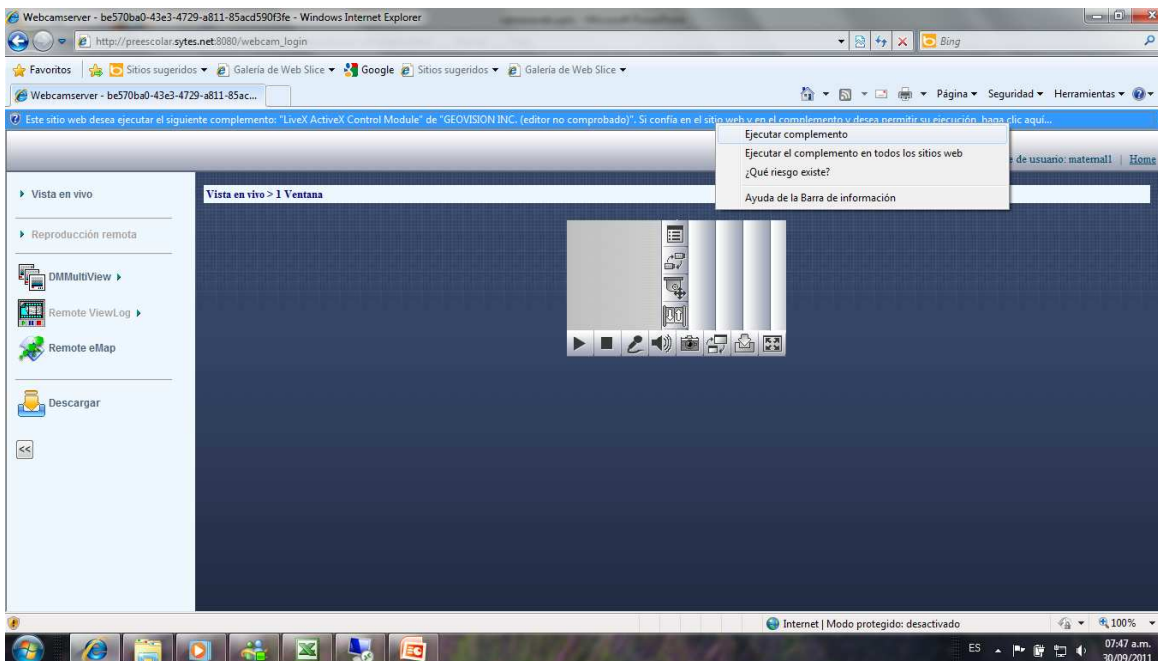 Webcamserver - be570ba0-43e3-4729-a811-85acd590f3fe - Windows Internet Explorer
http://preescolar.sytes.net:8080/webcam_login
Bing
Favoritos Sitios sugeridos Galería de Web Slice Google Sitios sugeridos Galería de Web Slice
Webcamserver - be570ba0-43e3-4729-a811-85ac...
Página Seguridad Herramientas
Este sitio web desea ejecutar el siguiente complemento: "LiveX ActiveX Control Module" de "GEOVISION INC. (editor no comprobado)". Si confía en el sitio web y en el complemento y desea permitir su ejecución, haga clic aquí...
Ejecutar complemento
Ejecutar el complemento en todos los sitios web
¿Qué riesgo existe?
Ayuda de la Barra de información
de usuario: maternal1 | Home
Vista en vivo
Vista en vivo > 1 Ventana
Reproducción remota
DMMultiView
Remote ViewLog
Remote eMap
Descargar
<<
Internet | Modo protegido: desactivado
100%
ES
07:47 a.m.
30/09/2011